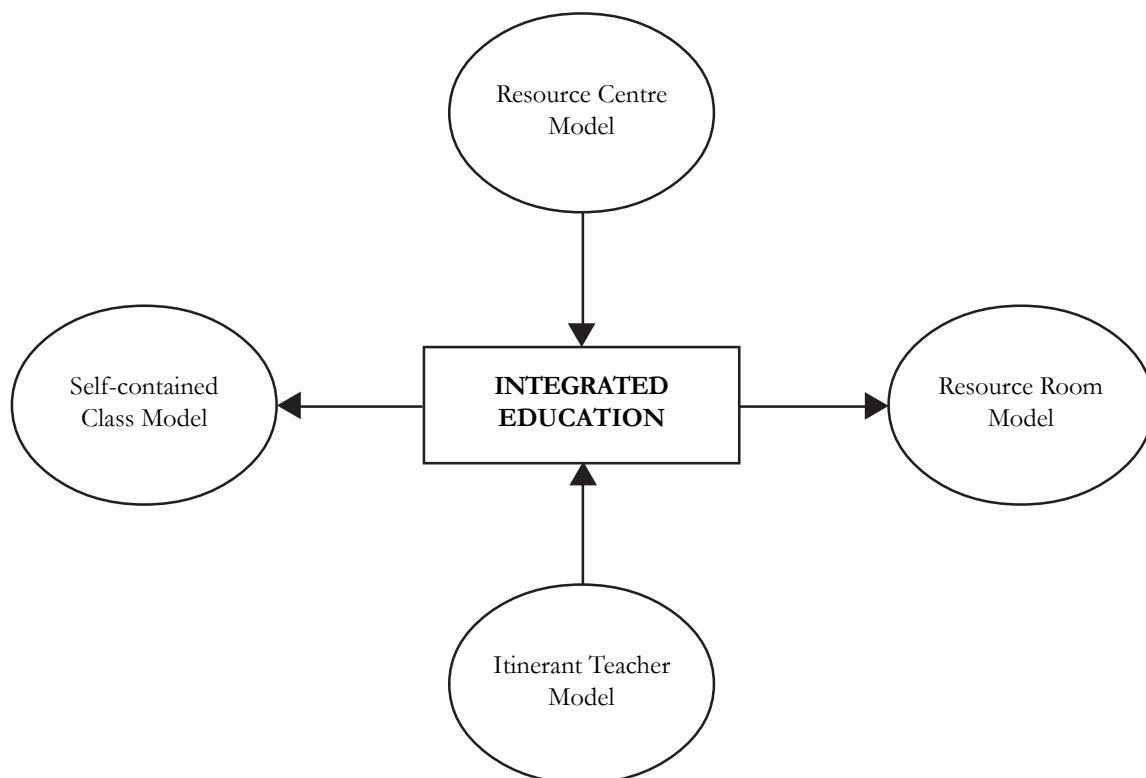 Resource Centre
Model
Self-contained
Class Model
INTEGRATED
EDUCATION
Resource Room
Model
Itinerant Teacher
Model